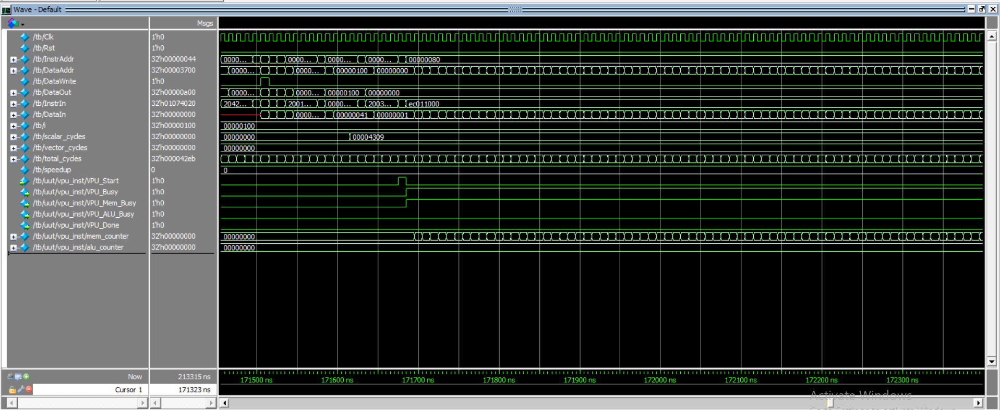 Wave - Default
Msgs
/tb/Clk 1'h0
/tb/Rst 1'h0
/tb/InstrAddr 32'h00000044 0000... 0000... 0000... 0000... 00000080
/tb/DataAddr 32'h00003700 0000... 0000... 00000100 00000000
/tb/DataWrite 1'h0
/tb/DataOut 32'h00000a00 0000... 0000... 00000100 00000000
/tb/InstrIn 32'h01074020 2042... 2001... 0000... 2003... ec011000
/tb/DataIn 32'h00000000 0000... 00000041 00000001
/tb/i 32'h00000100 00000100
/tb/scalar_cycles 32'h00000000 00000000 00004309
/tb/vector_cycles 32'h00000000 00000000
/tb/total_cycles 32'h000042eb
/tb/speedup 0 0
/tb/uut/vpu_inst/VPU_Start 1'h0
/tb/uut/vpu_inst/VPU_Busy 1'h0
/tb/uut/vpu_inst/VPU_Mem_Busy 1'h0
/tb/uut/vpu_inst/VPU_ALU_Busy 1'h0
/tb/uut/vpu_inst/VPU_Done 1'h0
/tb/uut/vpu_inst/mem_counter 32'h00000000 00000000
/tb/uut/vpu_inst/alu_counter 32'h00000000 00000000
Now 213315 ns
171500 ns 171600 ns 171700 ns 171800 ns 171900 ns 172000 ns 172100 ns 172200 ns 172300 ns
Cursor 1 171323 ns
Activate Windows